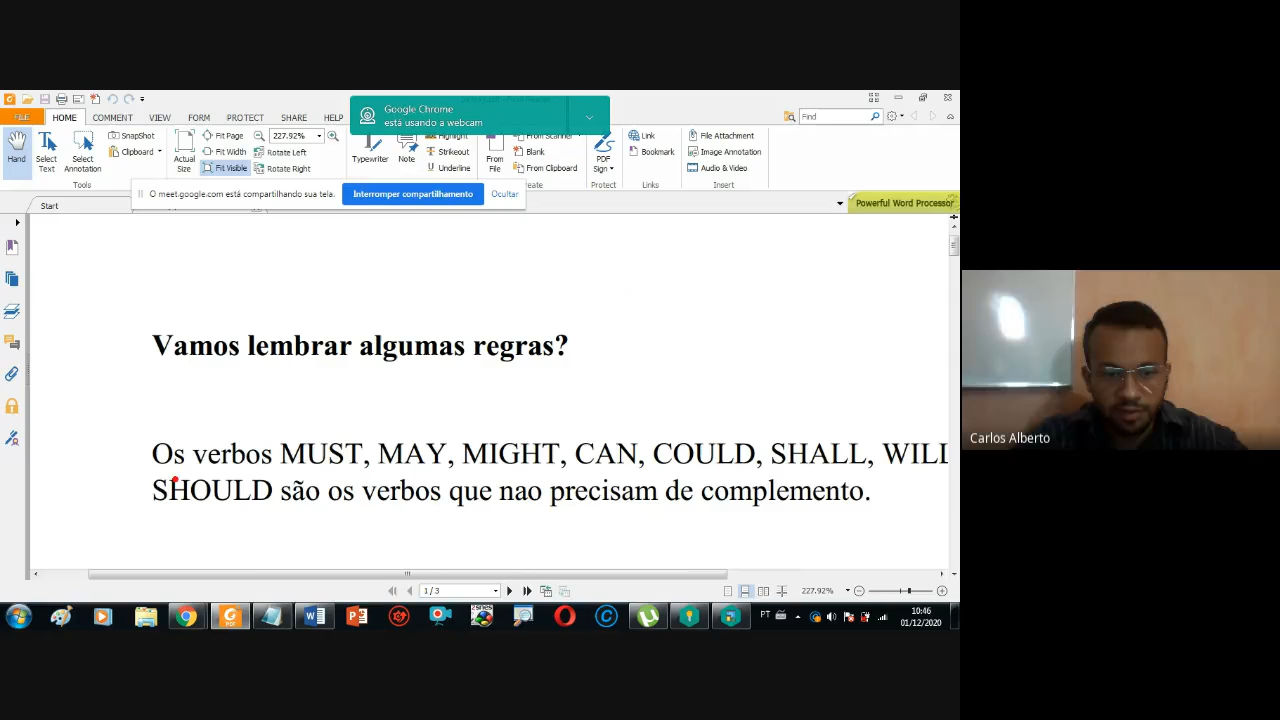 Google Chrome
está usando a webcam
FILE HOME COMMENT VIEW FORM PROTECT SHARE HELP Find
Hand
Select
Text
Select
Annotation
SnapShot
Clipboard
Tools
Actual
Size
Fit Page
Fit Width
Fit Visible
227.92%
Rotate Left
Rotate Right
Typewriter
Note
Highlight
Strikeout
Underline
From
File
From Scanner
Blank
From Clipboard
PDF
Sign
Protect
Link
Bookmark
Links
File Attachment
Image Annotation
Audio & Video
Insert
O meet.google.com está compartilhando sua tela. Interromper compartilhamento Ocultar
Start
Powerful Word Processor
Vamos lembrar algumas regras?
Os verbos MUST, MAY, MIGHT, CAN, COULD, SHALL, WILL
SHOULD são os verbos que nao precisam de complemento.
Carlos Alberto
1 / 3
227.92%
PT
10:46
01/12/2020